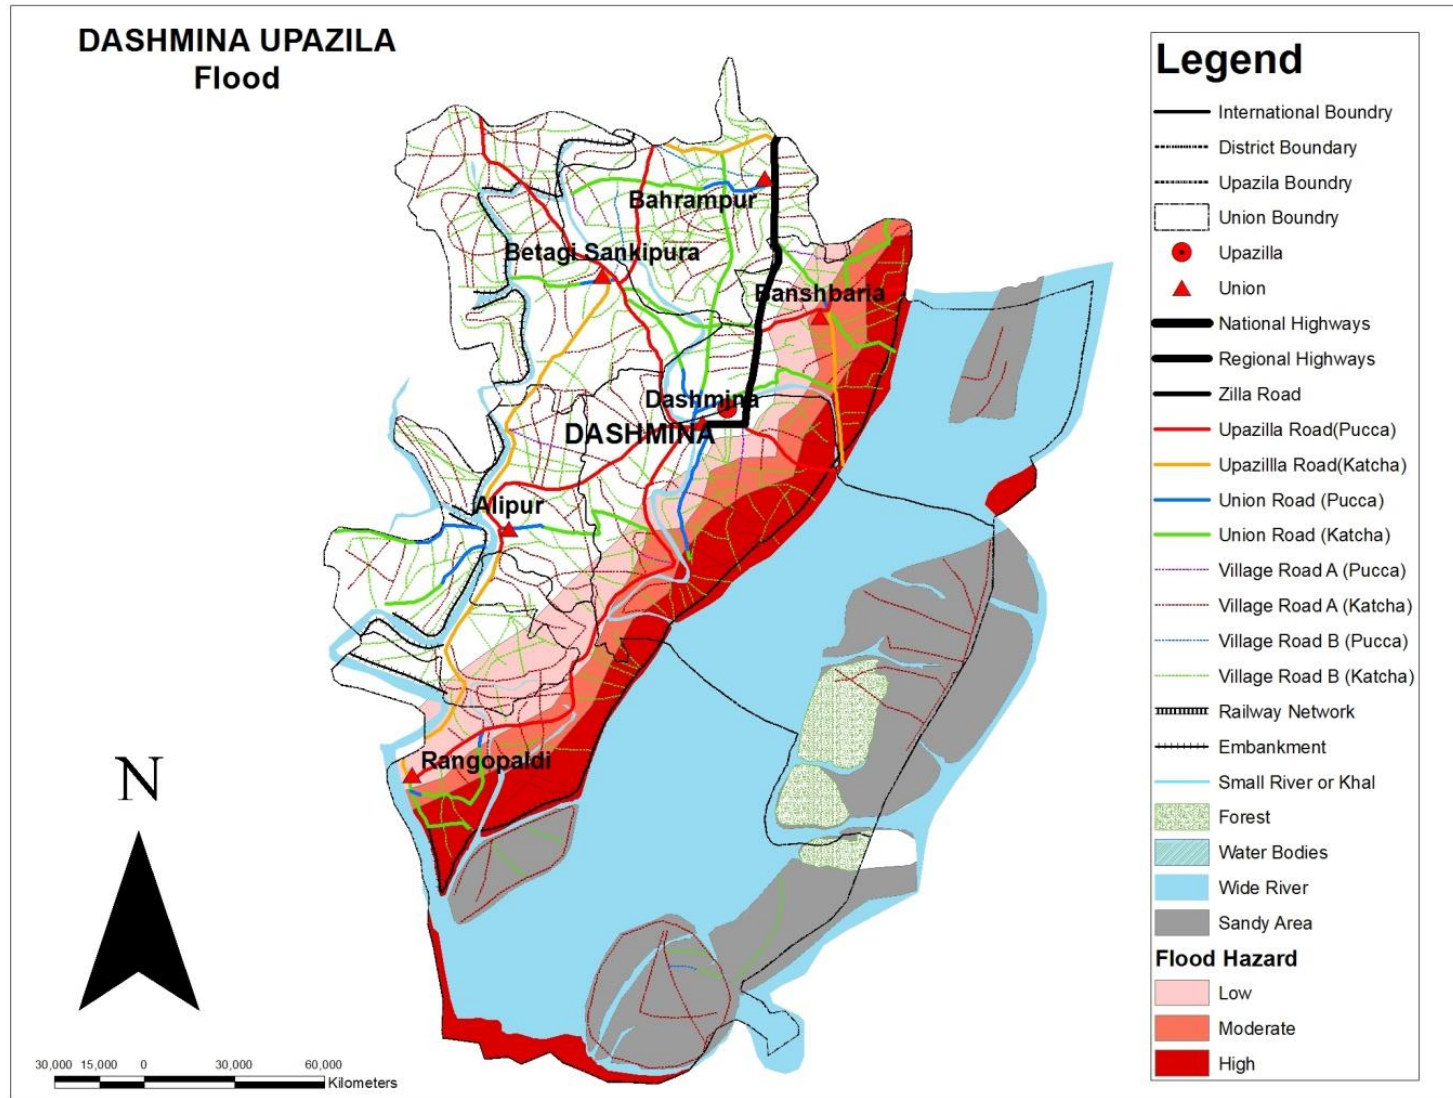 DASHMINA UPAZILA
Flood
Bahrampur
Betagi Sankipura
Banshbaria
Dashmina
DASHMINA
Alipur
Rangopaldi
N
30,000 15,000 0 30,000 60,000
Kilometers
Legend
International Boundry
District Boundary
Upazila Boundry
Union Boundry
Upazilla
Union
National Highways
Regional Highways
Zilla Road
Upazilla Road(Pucca)
Upazillla Road(Katcha)
Union Road (Pucca)
Union Road (Katcha)
Village Road A (Pucca)
Village Road A (Katcha)
Village Road B (Pucca)
Village Road B (Katcha)
Railway Network
Embankment
Small River or Khal
Forest
Water Bodies
Wide River
Sandy Area
Flood Hazard
Low
Moderate
High